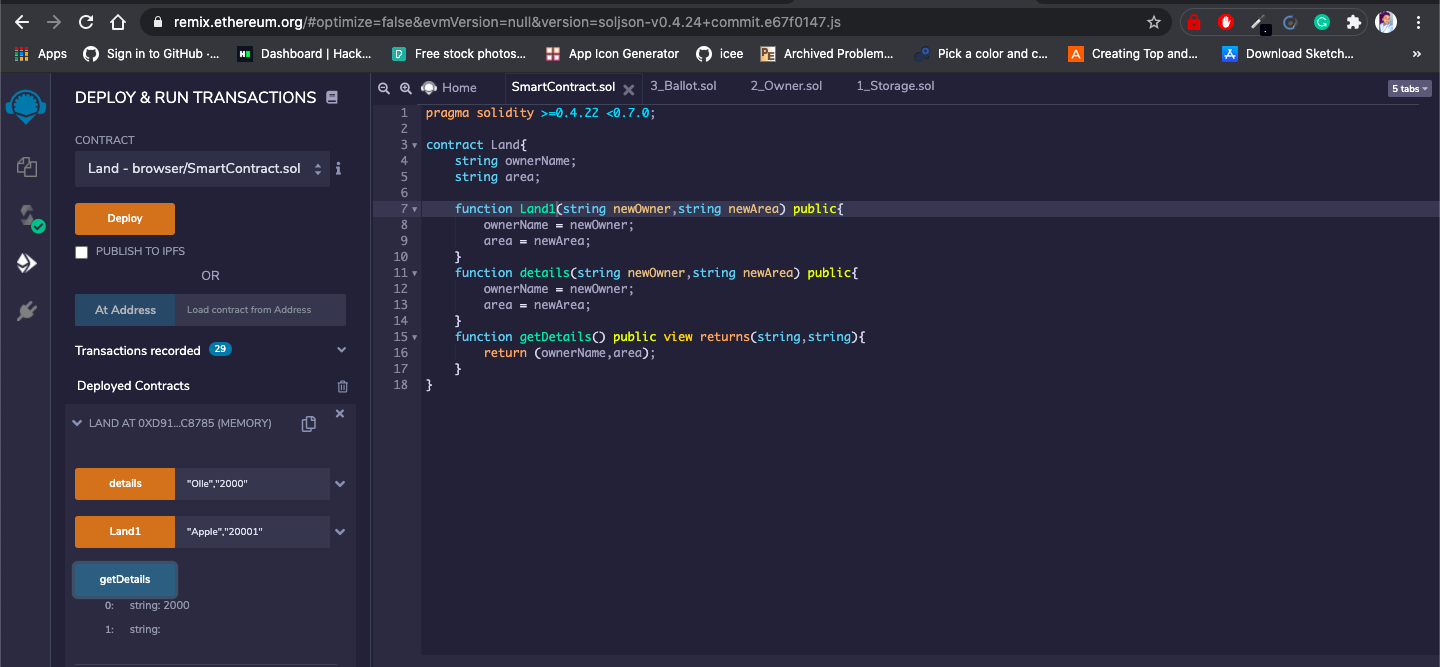 remix.ethereum.org/#optimize=false&evmVersion=null&version=soljson-v0.4.24+commit.e67f0147.js
Apps Sign in to GitHub ·... Dashboard | Hack... Free stock photos... App Icon Generator icee Archived Problem... Pick a color and c... Creating Top and... Download Sketch... »
DEPLOY & RUN TRANSACTIONS
CONTRACT
Land - browser/SmartContract.sol
Deploy
PUBLISH TO IPFS
OR
At Address Load contract from Address
Transactions recorded 29
Deployed Contracts
LAND AT 0XD91...C8785 (MEMORY)
details "Olle","2000"
Land1 "Apple","20001"
getDetails
0: string: 2000
1: string:
Home SmartContract.sol 3_Ballot.sol 2_Owner.sol 1_Storage.sol 5 tabs
1 pragma solidity >=0.4.22 <0.7.0;
2
3 contract Land{
4 string ownerName;
5 string area;
6
7 function Land1(string newOwner,string newArea) public{
8 ownerName = newOwner;
9 area = newArea;
10 }
11 function details(string newOwner,string newArea) public{
12 ownerName = newOwner;
13 area = newArea;
14 }
15 function getDetails() public view returns(string,string){
16 return (ownerName,area);
17 }
18 }